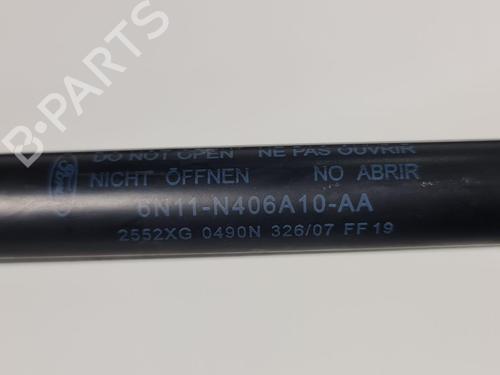 B-PARTS
DO NOT OPEN NE PAS OUVRIR
Ford
NICHT ÖFFNEN NO ABRIR
6N11-N406A10-AA
2552XG 0490N 326/07 FF19